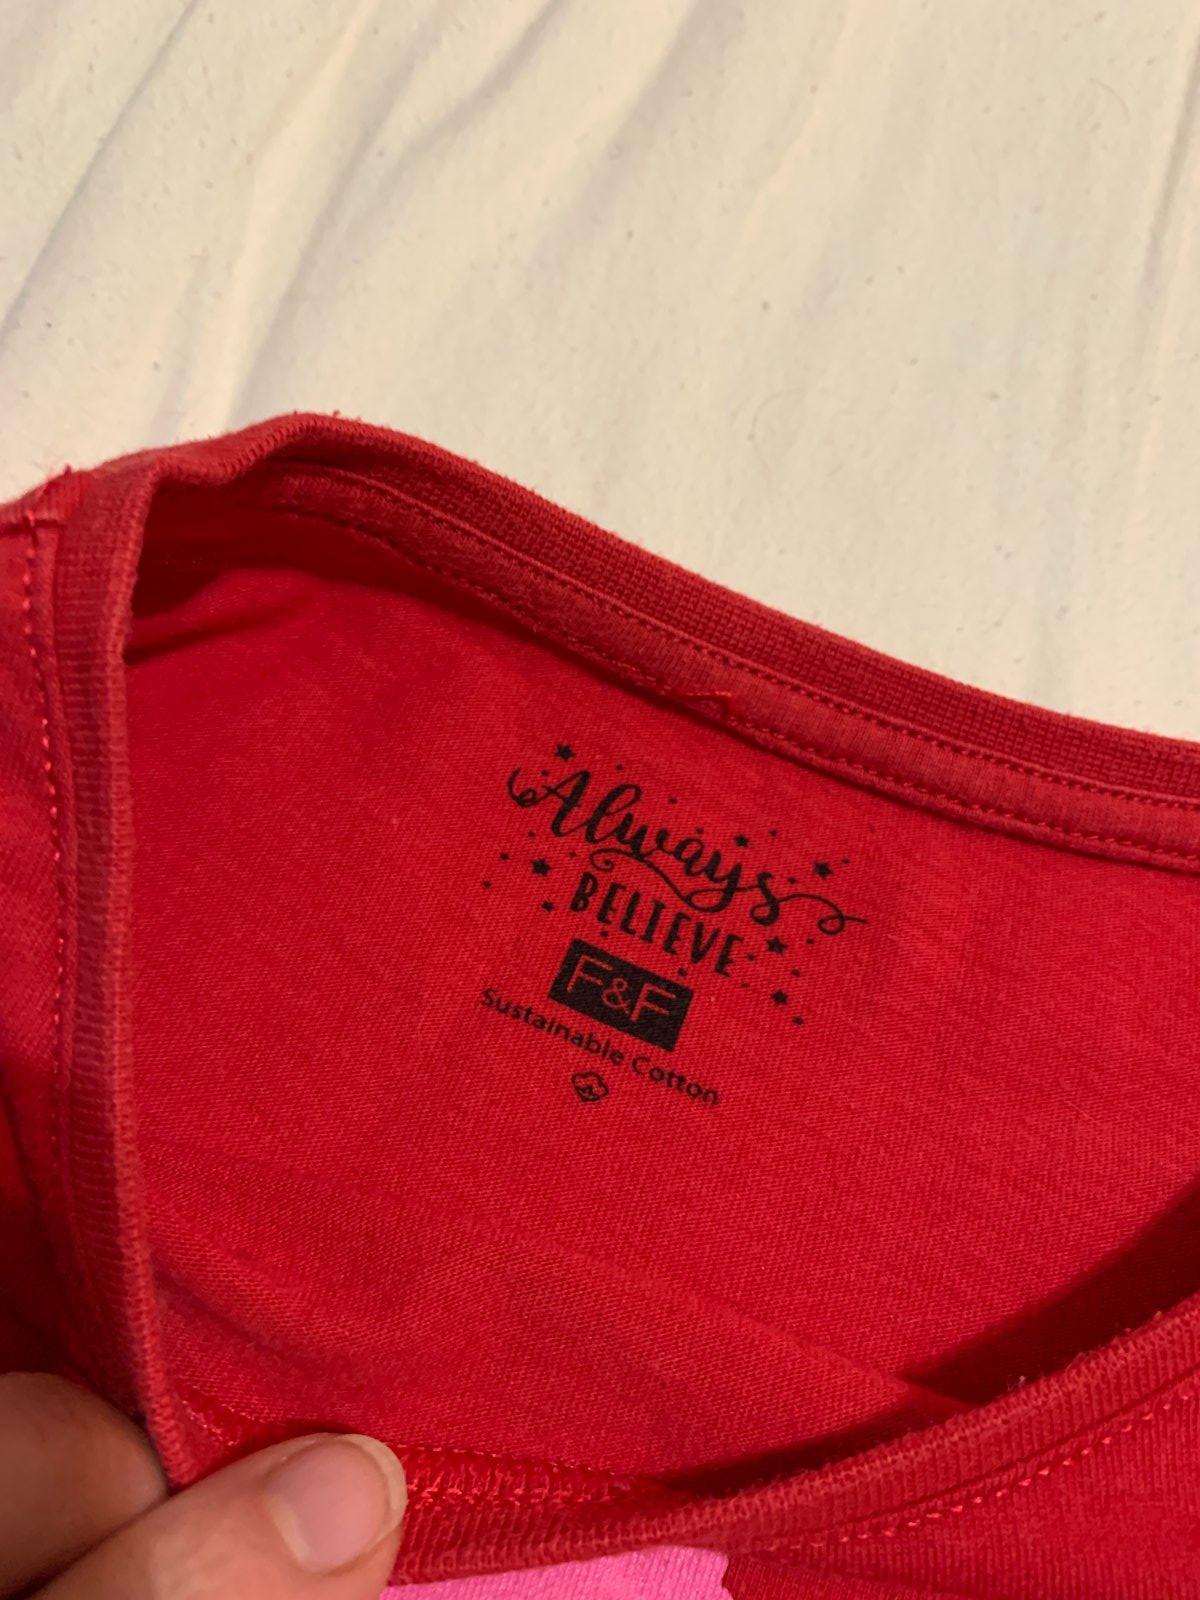 Always
BELIEVE
F&F
Sustainable Cotton